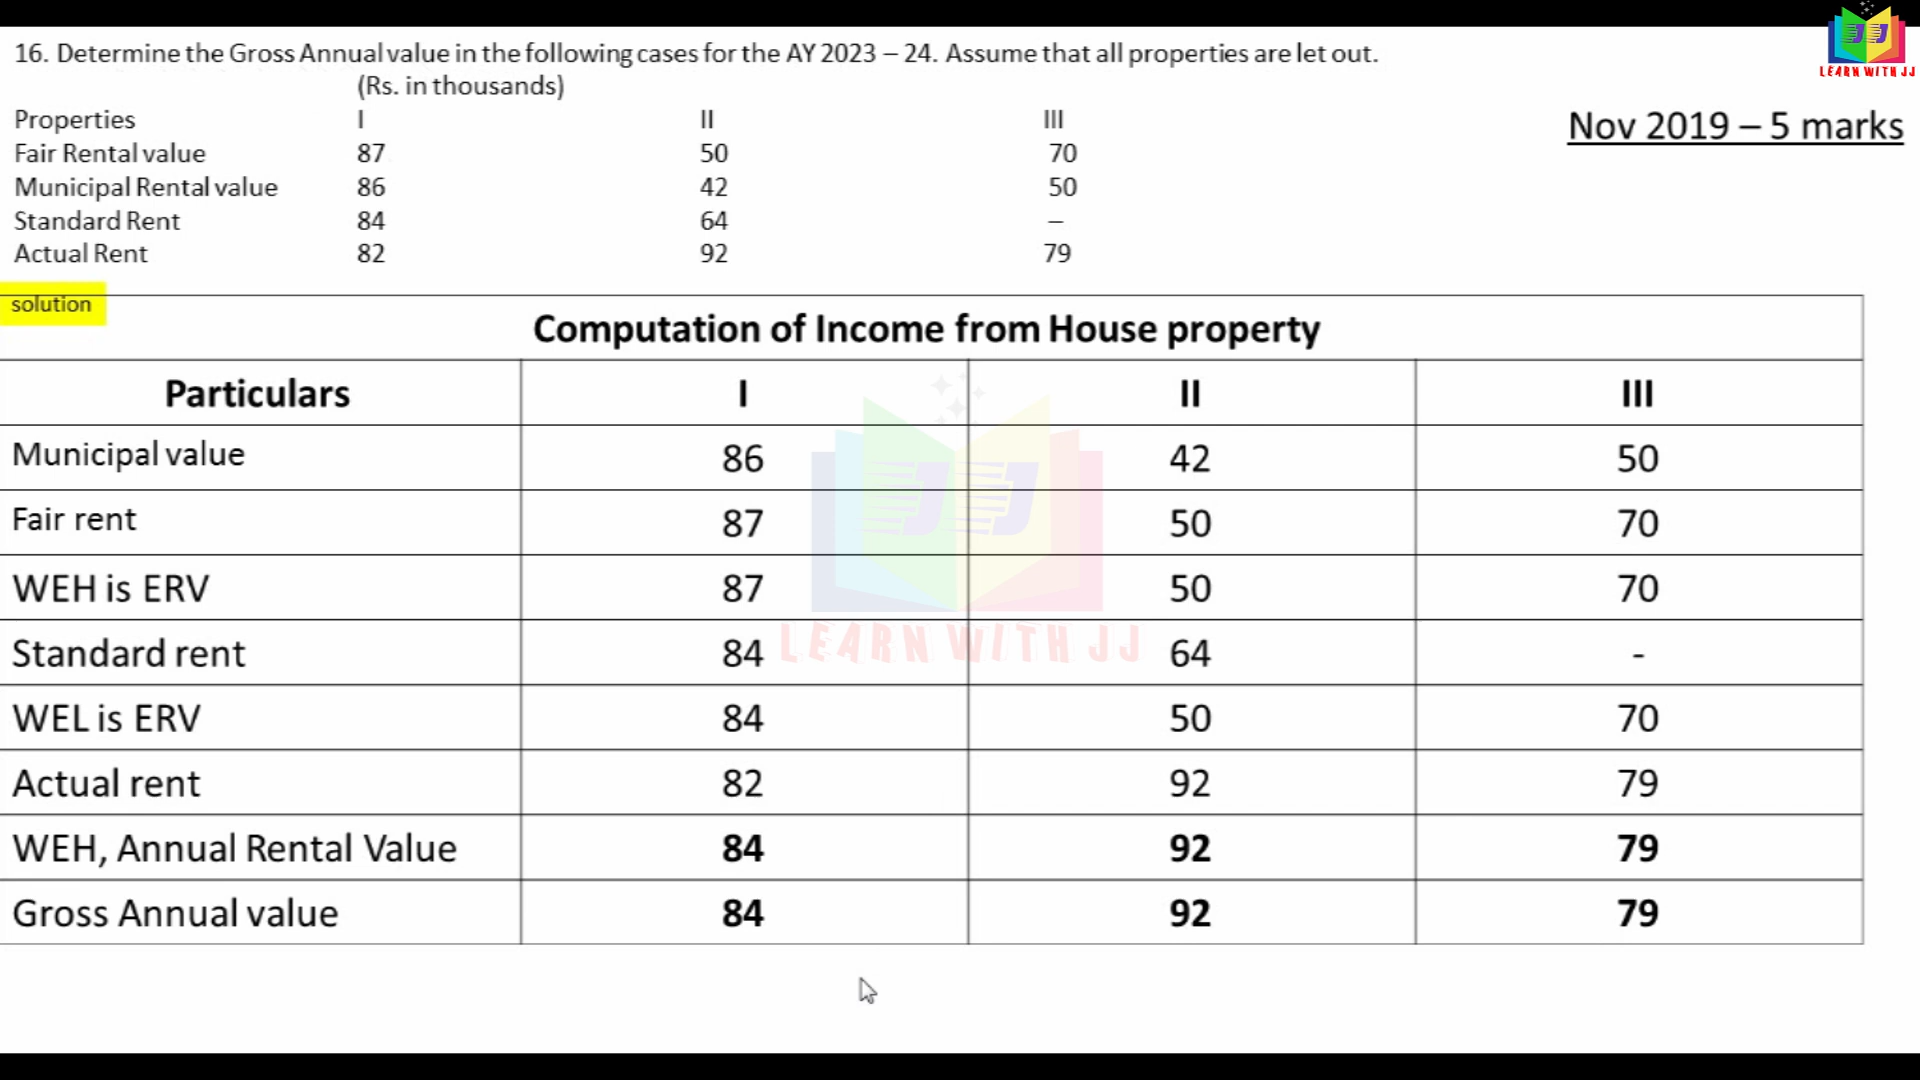 16. Determine the Gross Annual value in the following cases for the AY 2023 – 24. Assume that all properties are let out.
(Rs. in thousands)
Properties I II III
Fair Rental value 87 50 70
Municipal Rental value 86 42 50
Standard Rent 84 64 –
Actual Rent 82 92 79
Nov 2019 – 5 marks
JJ
LEARN WITH JJ
solution
Computation of Income from House property
Particulars I II III
Municipal value 86 42 50
Fair rent 87 50 70
WEH is ERV 87 50 70
Standard rent 84 64 -
WEL is ERV 84 50 70
Actual rent 82 92 79
WEH, Annual Rental Value 84 92 79
Gross Annual value 84 92 79
JJ
LEARN WITH JJ